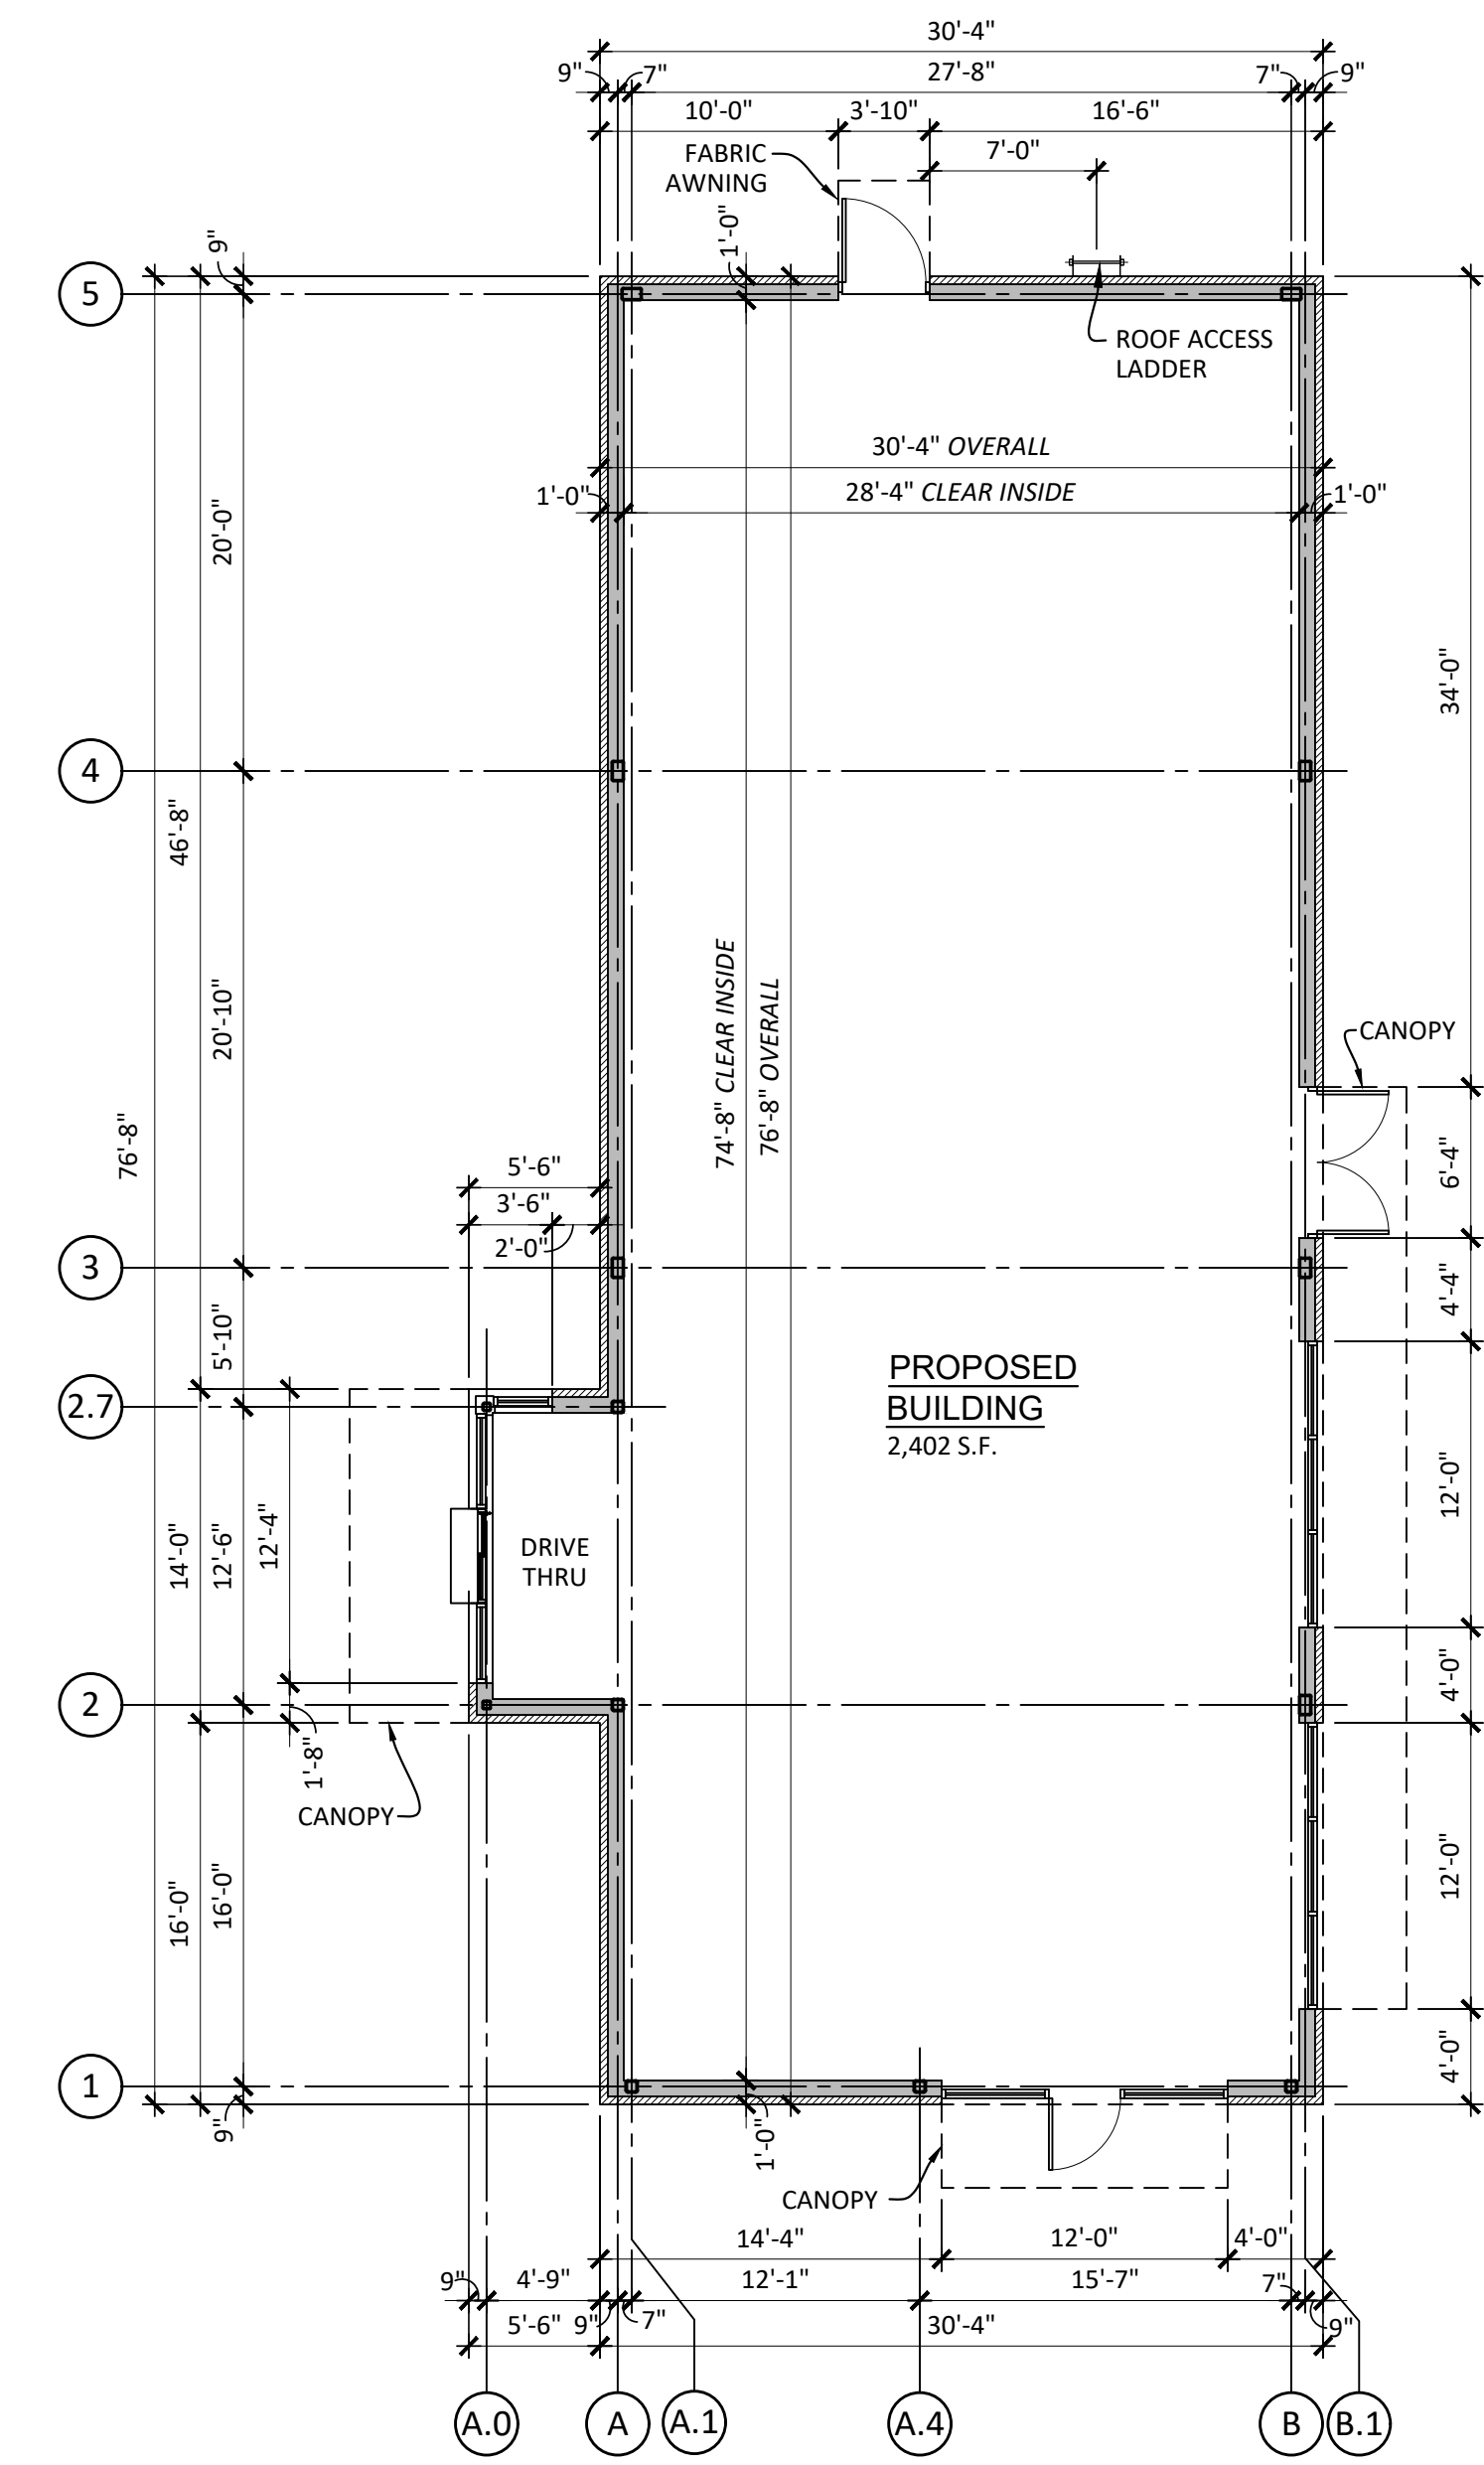 30'-4"
9"
7"
27'-8"
7"
9"
10'-0"
3'-10"
16'-6"
7'-0"
FABRIC
AWNING
1'-0"
9"
5
ROOF ACCESS
LADDER
30'-4" OVERALL
1'-0"
28'-4" CLEAR INSIDE
1'-0"
20'-0"
34'-0"
4
46'-8"
20'-10"
74'-8" CLEAR INSIDE
76'-8" OVERALL
CANOPY
76'-8"
5'-6"
3'-6"
2'-0"
6'-4"
3
4'-4"
5'-10"
PROPOSED
BUILDING
2,402 S.F.
2.7
12'-0"
14'-0"
12'-6"
12'-4"
DRIVE
THRU
2
4'-0"
1'-8"
CANOPY
16'-0"
16'-0"
12'-0"
1
4'-0"
9"
1'-0"
CANOPY
14'-4"
12'-0"
4'-0"
9"
4'-9"
12'-1"
15'-7"
7"
5'-6"
9"
7"
30'-4"
9"
A.0
A
A.1
A.4
B
B.1